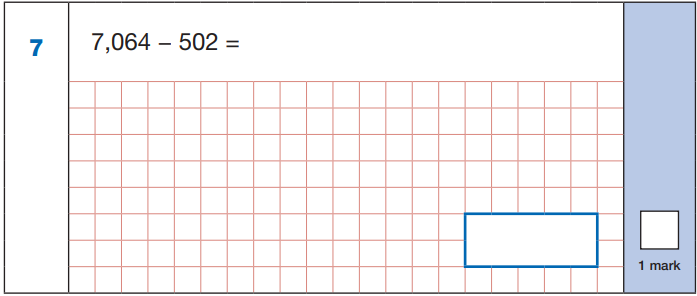 7
7,064 – 502 =
1 mark